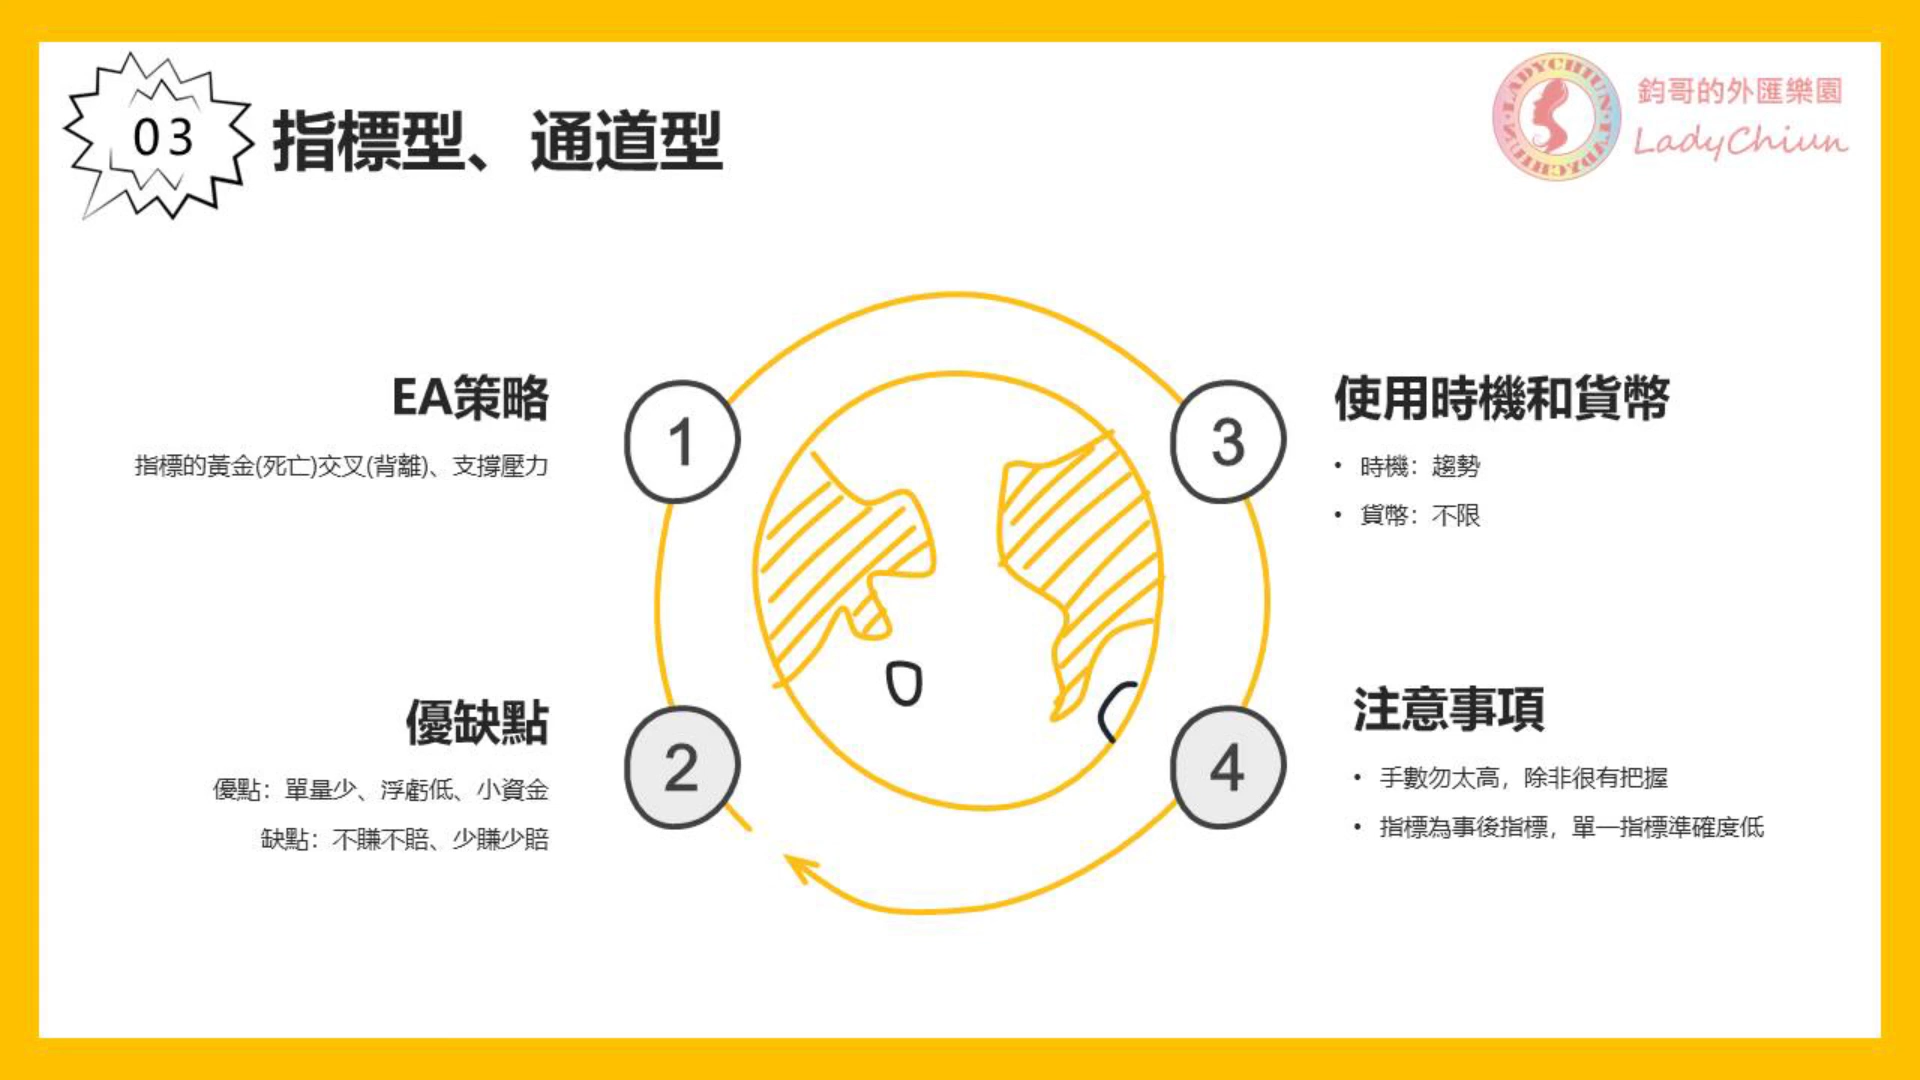 03
指標型、通道型
鈞哥的外匯樂園
LadyChiun
LADYCHIUN
LADYCHIUN
1
EA策略
指標的黃金(死亡)交叉(背離)、支撐壓力
2
優缺點
優點：單量少、浮虧低、小資金
缺點：不賺不賠、少賺少賠
3
使用時機和貨幣
• 時機：趨勢
• 貨幣：不限
4
注意事項
• 手數勿太高，除非很有把握
• 指標為事後指標，單一指標準確度低